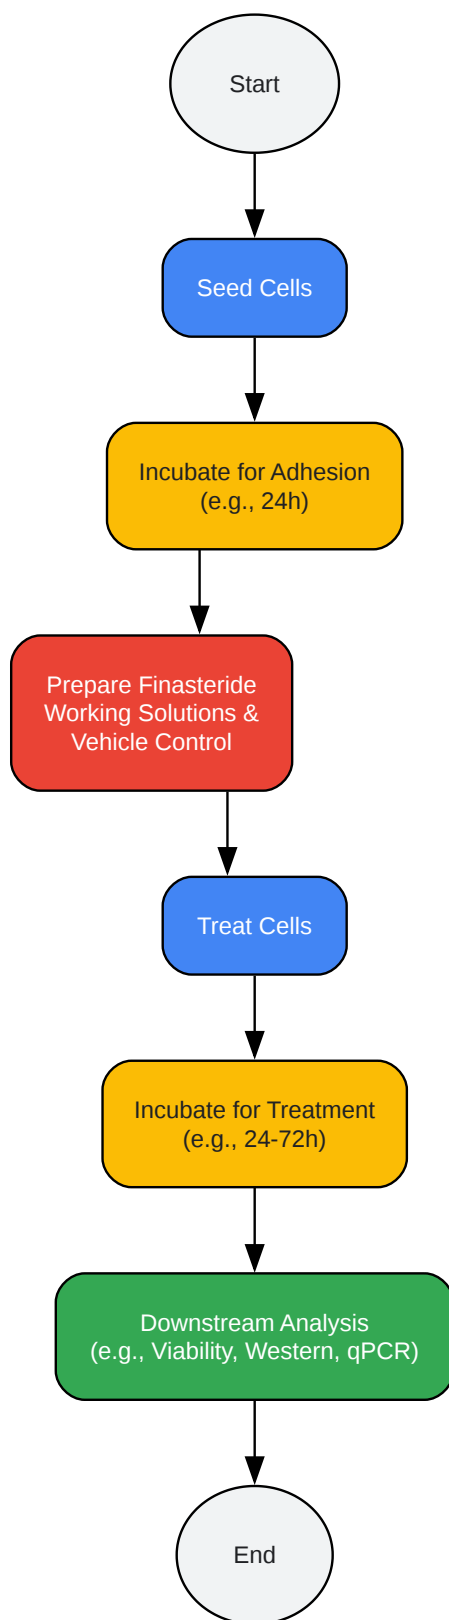 Start
Seed Cells
Incubate for Adhesion
(e.g., 24h)
Prepare Finasteride
Working Solutions &
Vehicle Control
Treat Cells
Incubate for Treatment
(e.g., 24-72h)
Downstream Analysis
(e.g., Viability, Western, qPCR)
End